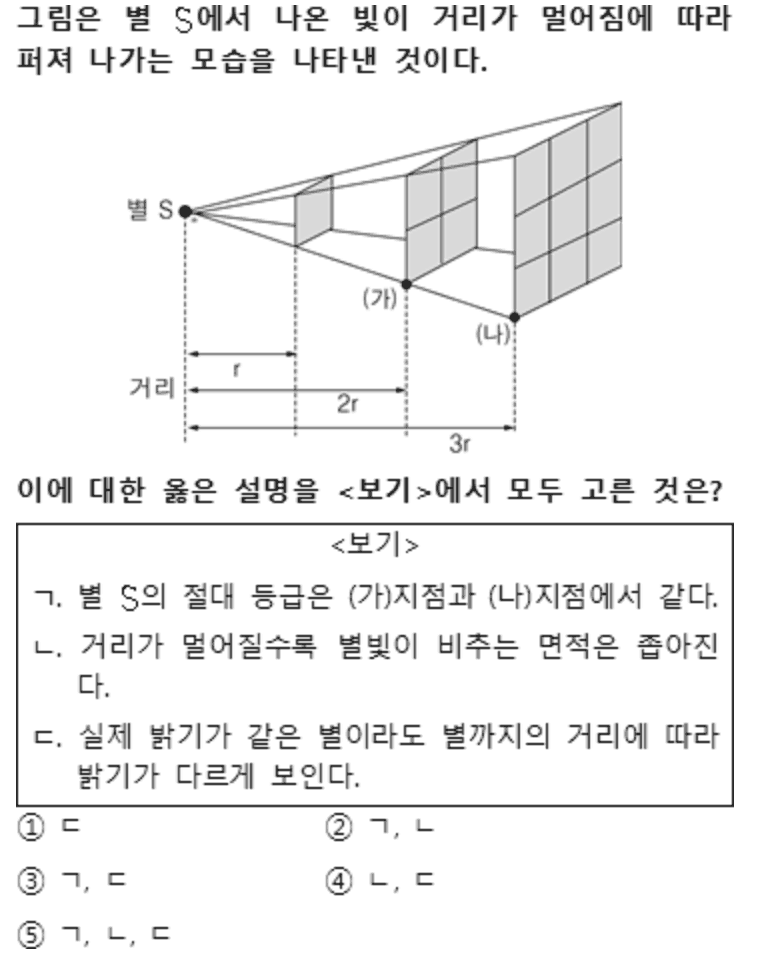 그림은 별 S에서 나온 빛이 거리가 멀어짐에 따라
퍼져 나가는 모습을 나타낸 것이다.
별 S
(가)
(나)
r
거리
2r
3r
이에 대한 옳은 설명을 <보기>에서 모두 고른 것은?
<보기>
ㄱ. 별 S의 절대 등급은 (가)지점과 (나)지점에서 같다.
ㄴ. 거리가 멀어질수록 별빛이 비추는 면적은 좁아진
다.
ㄷ. 실제 밝기가 같은 별이라도 별까지의 거리에 따라
밝기가 다르게 보인다.
① ㄷ ② ㄱ, ㄴ
③ ㄱ, ㄷ ④ ㄴ, ㄷ
⑤ ㄱ, ㄴ, ㄷ